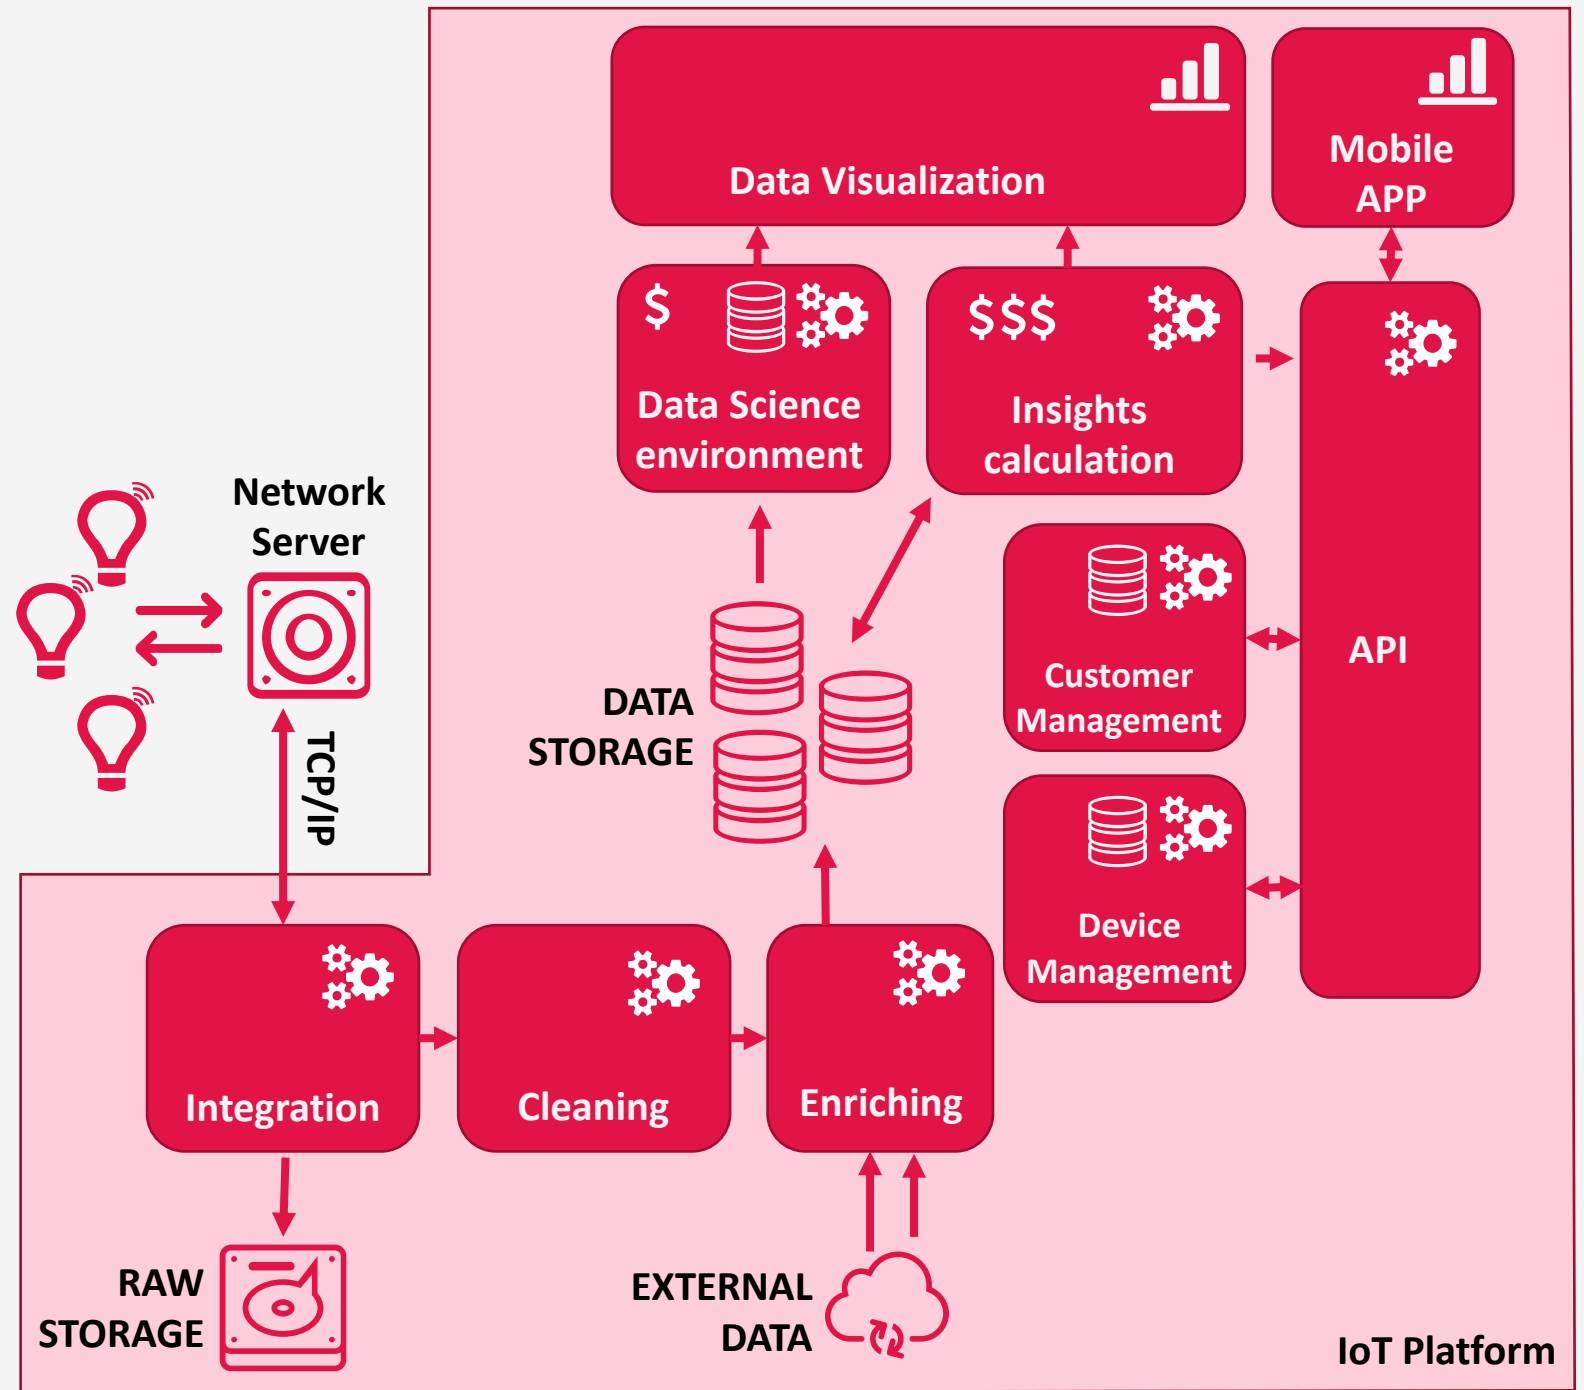 Data Visualization
Mobile
APP
$
$$$
Data Science
environment
Insights
calculation
Network
Server
Customer
Management
API
DATA
STORAGE
TCP/IP
Device
Management
Integration
Cleaning
Enriching
RAW
STORAGE
EXTERNAL
DATA
IoT Platform